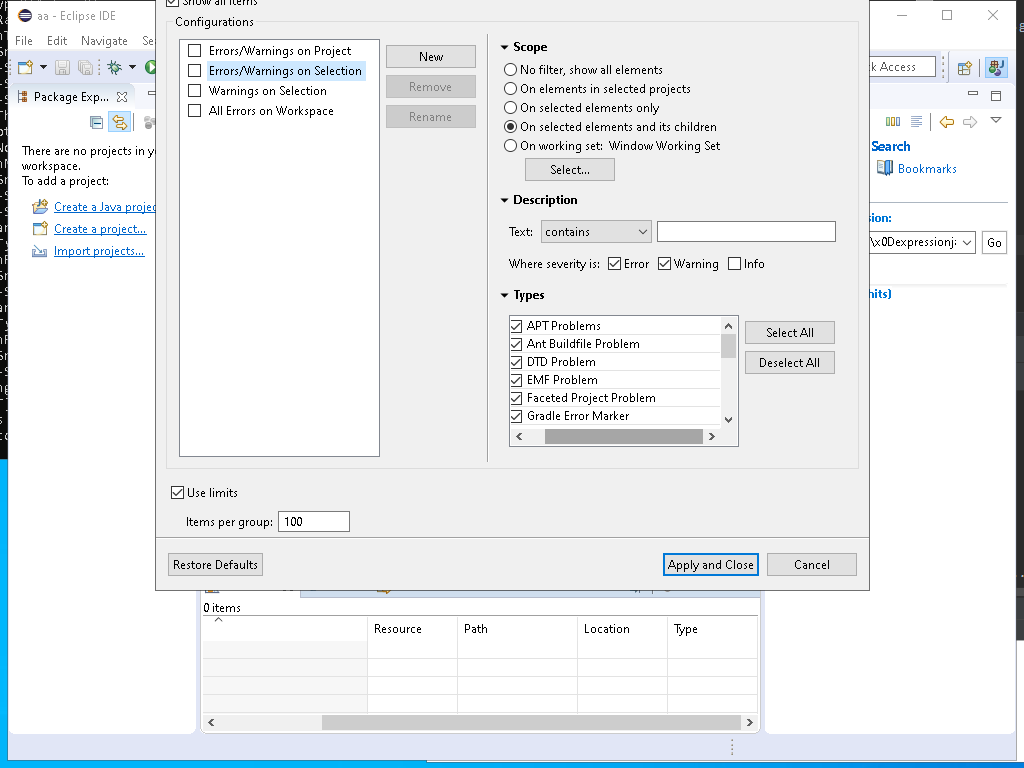 aa - Eclipse IDE
Show all items
File Edit Navigate
Configurations
Errors/Warnings on Project
Errors/Warnings on Selection
Warnings on Selection
All Errors on Workspace
New
Remove
Rename
Scope
No filter, show all elements
On elements in selected projects
On selected elements only
On selected elements and its children
On working set: Window Working Set
Select...
Description
Text: contains
Where severity is: Error Warning Info
Types
APT Problems
Ant Buildfile Problem
DTD Problem
EMF Problem
Faceted Project Problem
Gradle Error Marker
Select All
Deselect All
Use limits
Items per group: 100
Restore Defaults
Apply and Close
Cancel
Package Exp...
There are no projects in
workspace.
To add a project:
Create a Java projec
Create a project...
Import projects...
Access
Search
Bookmarks
sion:
\x0Dexpression
Go
hits)
0 items
Resource Path Location Type